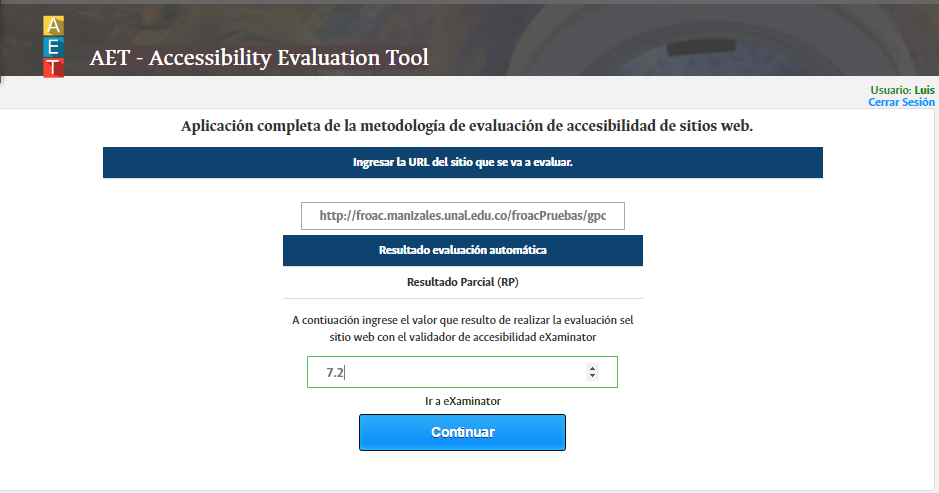 A
E
T
AET - Accessibility Evaluation Tool
Usuario: Luis
Cerrar Sesión
Aplicación completa de la metodología de evaluación de accesibilidad de sitios web.
Ingresar la URL del sitio que se va a evaluar.
http://froac.manizales.unal.edu.co/froacPruebas/gpc
Resultado evaluación automática
Resultado Parcial (RP)
A contiuación ingrese el valor que resulto de realizar la evaluación sel
sitio web con el validador de accesibilidad eXaminator
7.2
Ir a eXaminator
Continuar